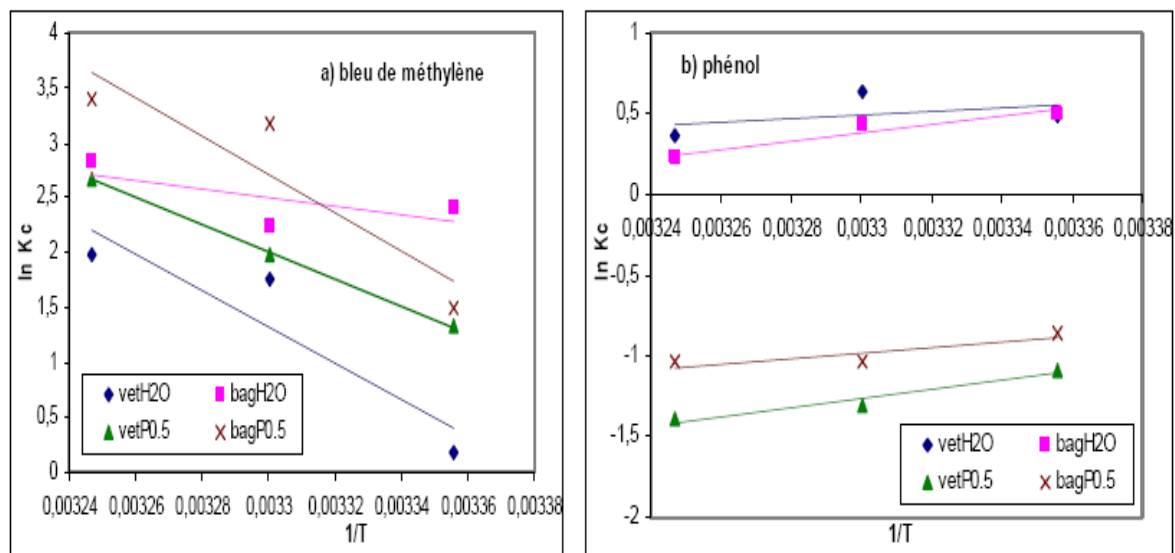 a) bleu de méthylène
ln Kc
4
3,5
3
2,5
2
1,5
1
0,5
0
vetH2O
bagH2O
vetP0.5
bagP0.5
0,00324 0,00326 0,00328 0,0033 0,00332 0,00334 0,00336 0,00338
1/T
b) phénol
ln Kc
1
0,5
0
-0,5
-1
-1,5
-2
0,00324 0,00326 0,00328 0,0033 0,00332 0,00334 0,00336 0,00338
vetH2O
bagH2O
vetP0.5
bagP0.5
1/T